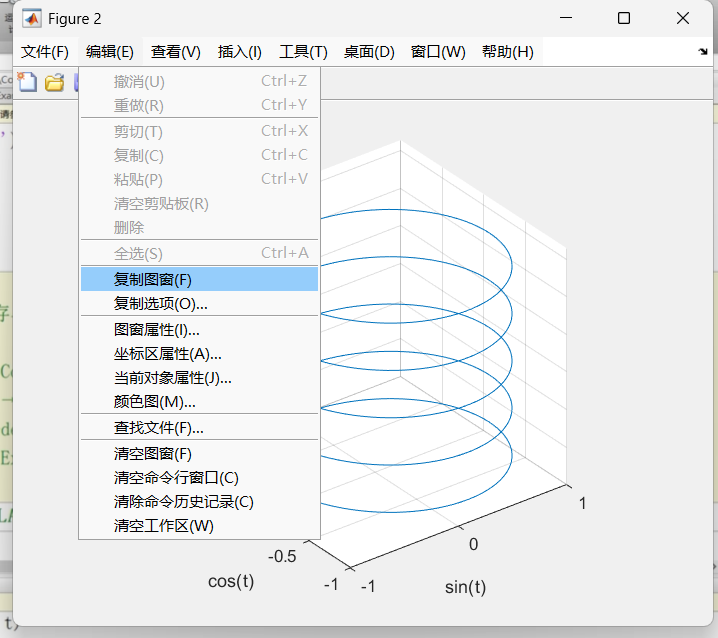 Figure 2
文件(F) 编辑(E) 查看(V) 插入(I) 工具(T) 桌面(D) 窗口(W) 帮助(H)
撤消(U) Ctrl+Z
重做(R) Ctrl+Y
剪切(T) Ctrl+X
复制(C) Ctrl+C
粘贴(P) Ctrl+V
清空剪贴板(R)
删除
全选(S) Ctrl+A
复制图窗(F)
复制选项(O)...
图窗属性(I)...
坐标区属性(A)...
当前对象属性(J)...
颜色图(M)...
查找文件(F)...
清空图窗(F)
清空命令行窗口(C)
清除命令历史记录(C)
清空工作区(W)
1
0
-0.5
cos(t)
-1
-1
sin(t)